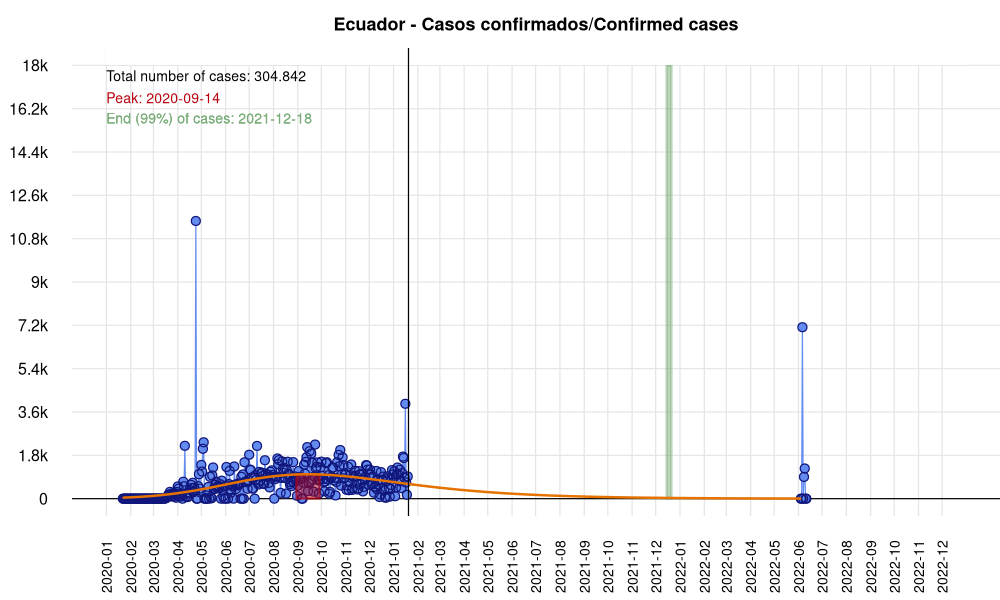 Ecuador - Casos confirmados/Confirmed cases
Total number of cases: 304.842
Peak: 2020-09-14
End (99%) of cases: 2021-12-18
18k
16.2k
14.4k
12.6k
10.8k
9k
7.2k
5.4k
3.6k
1.8k
0
2020-01
2020-02
2020-03
2020-04
2020-05
2020-06
2020-07
2020-08
2020-09
2020-10
2020-11
2020-12
2021-01
2021-02
2021-03
2021-04
2021-05
2021-06
2021-07
2021-08
2021-09
2021-10
2021-11
2021-12
2022-01
2022-02
2022-03
2022-04
2022-05
2022-06
2022-07
2022-08
2022-09
2022-10
2022-11
2022-12